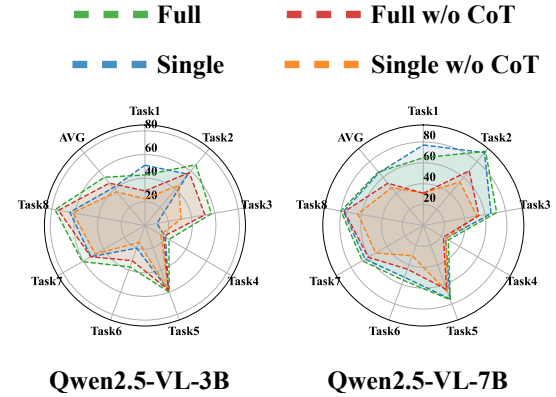 Full
Full w/o CoT
Single
Single w/o CoT
Task1
Task2
Task3
Task4
Task5
Task6
Task7
Task8
AVG
80
60
40
20
Task1
Task2
Task3
Task4
Task5
Task6
Task7
Task8
AVG
80
60
40
20
Qwen2.5-VL-3B
Qwen2.5-VL-7B